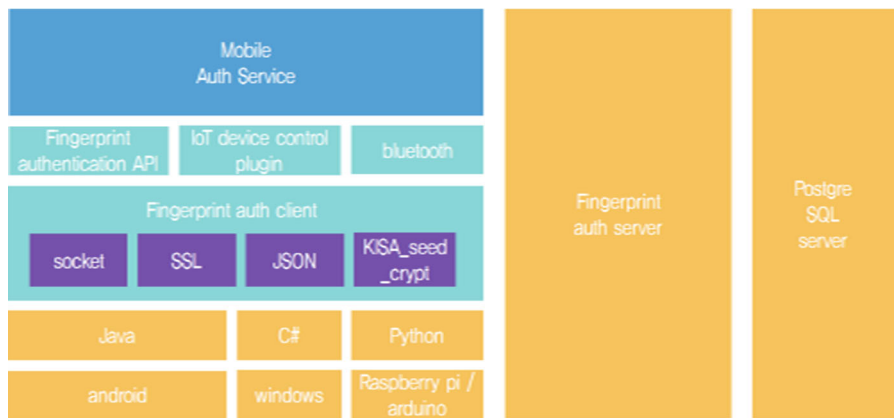 Mobile
Auth Service
Fingerprint
authentication API
IoT device control
plugin
bluetooth
Fingerprint auth client
socket
SSL
JSON
KISA_seed
_crypt
Java
C#
Python
android
windows
Raspberry pi /
arduino
Fingerprint
auth server
Postgre
SQL
server